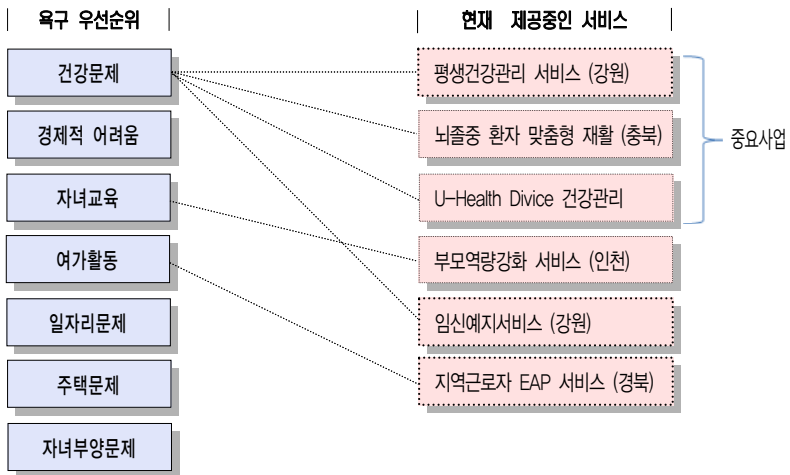 욕구 우선순위
현재 제공중인 서비스
건강문제
평생건강관리 서비스 (강원)
경제적 어려움
뇌졸중 환자 맞춤형 재활 (충북)
중요사업
자녀교육
U-Health Divice 건강관리
여가활동
부모역량강화 서비스 (인천)
일자리문제
임신예지서비스 (강원)
주택문제
지역근로자 EAP 서비스 (경북)
자녀부양문제